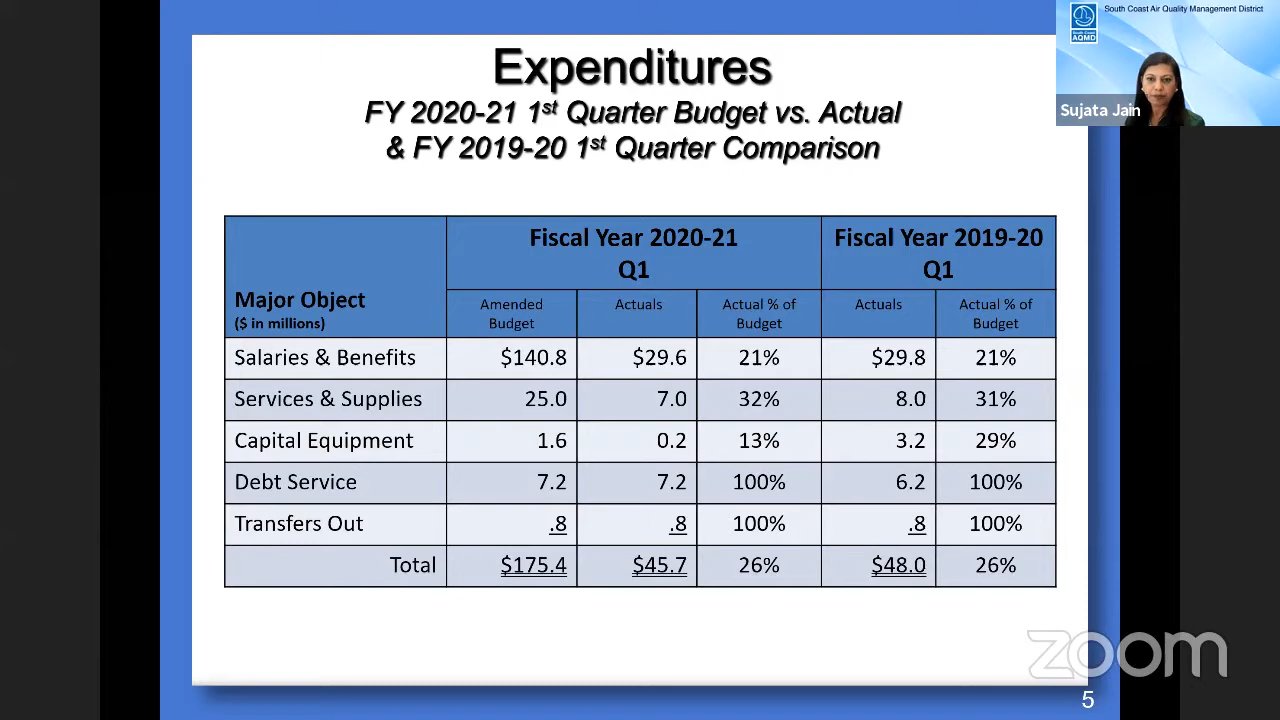 South Coast Air Quality Management District
South Coast
AQMD
Sujata Jain
Expenditures
FY 2020-21 1st Quarter Budget vs. Actual
& FY 2019-20 1st Quarter Comparison
Major Object
($ in millions)
Fiscal Year 2020-21
Q1
Fiscal Year 2019-20
Q1
Amended
Budget
Actuals
Actual % of
Budget
Actuals
Actual % of
Budget
Salaries & Benefits $140.8 $29.6 21% $29.8 21%
Services & Supplies 25.0 7.0 32% 8.0 31%
Capital Equipment 1.6 0.2 13% 3.2 29%
Debt Service 7.2 7.2 100% 6.2 100%
Transfers Out .8 .8 100% .8 100%
Total $175.4 $45.7 26% $48.0 26%
zoom
5